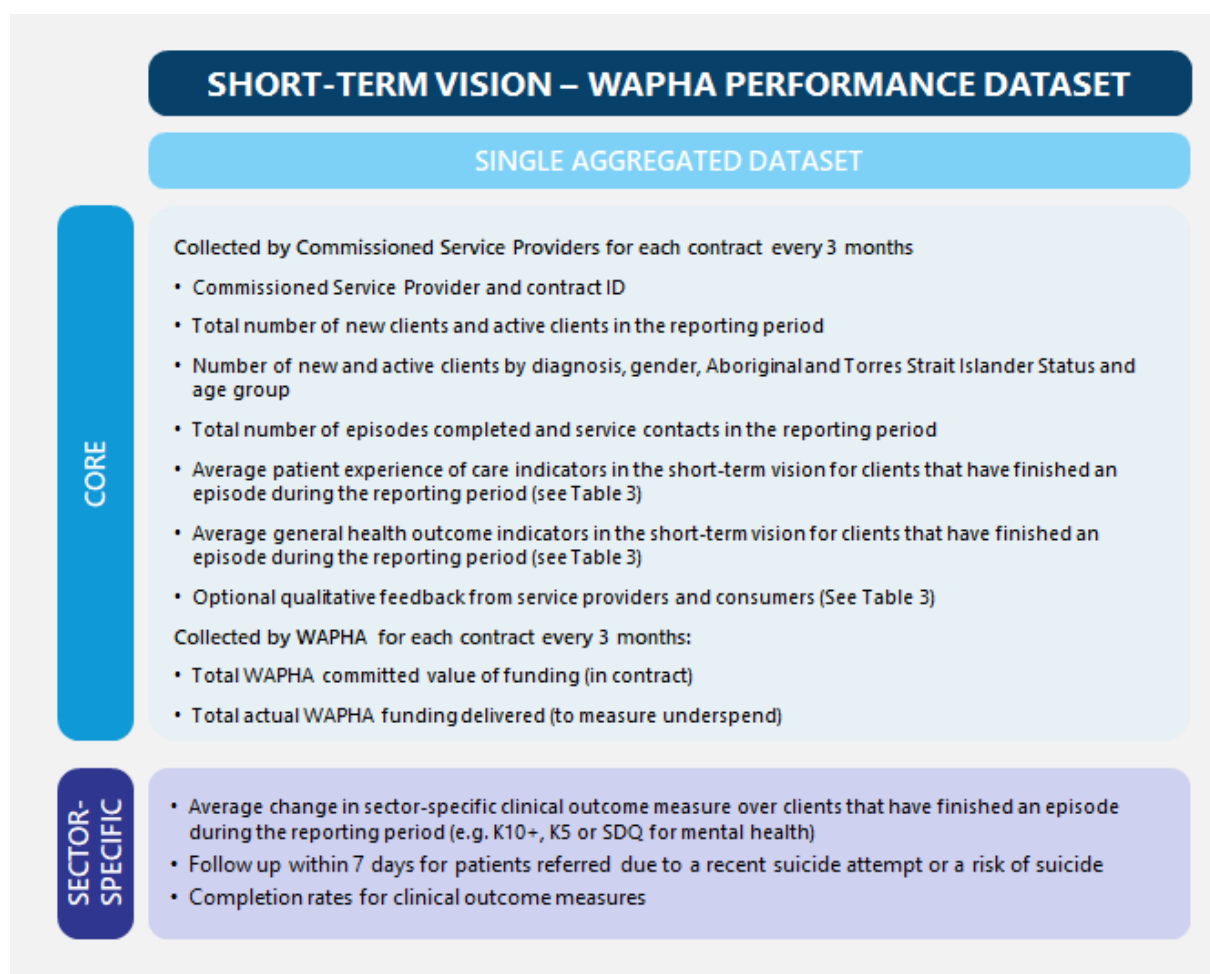 SHORT-TERM VISION – WAPHA PERFORMANCE DATASET
SINGLE AGGREGATED DATASET
CORE
Collected by Commissioned Service Providers for each contract every 3 months
• Commissioned Service Provider and contract ID
• Total number of new clients and active clients in the reporting period
• Number of new and active clients by diagnosis, gender, Aboriginal and Torres Strait Islander Status and
age group
• Total number of episodes completed and service contacts in the reporting period
• Average patient experience of care indicators in the short-term vision for clients that have finished an
episode during the reporting period (see Table 3)
• Average general health outcome indicators in the short-term vision for clients that have finished an
episode during the reporting period (see Table 3)
• Optional qualitative feedback from service providers and consumers (See Table 3)
Collected by WAPHA for each contract every 3 months:
• Total WAPHA committed value of funding (in contract)
• Total actual WAPHA funding delivered (to measure underspend)
SECTOR-
SPECIFIC
• Average change in sector-specific clinical outcome measure over clients that have finished an episode
during the reporting period (e.g. K10+, K5 or SDQ for mental health)
• Follow up within 7 days for patients referred due to a recent suicide attempt or a risk of suicide
• Completion rates for clinical outcome measures